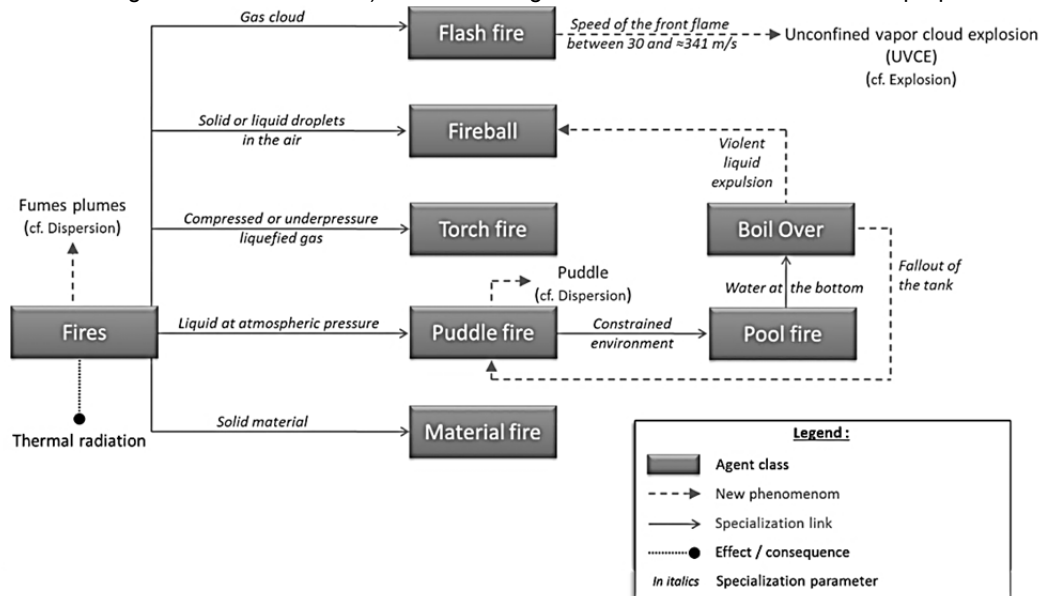 Gas cloud
Flash fire
Speed of the front flame
between 30 and ≈341 m/s
Unconfined vapor cloud explosion
(UVCE)
(cf. Explosion)
Solid or liquid droplets
in the air
Fireball
Violent
liquid
expulsion
Fumes plumes
(cf. Dispersion)
Compressed or underpressure
liquefied gas
Torch fire
Boil Over
Fallout of
the tank
Puddle
(cf. Dispersion)
Water at the bottom
Fires
Liquid at atmospheric pressure
Puddle fire
Constrained
environment
Pool fire
Thermal radiation
Solid material
Material fire
Legend :
Agent class
New phenomenom
Specialization link
Effect / consequence
In italics Specialization parameter